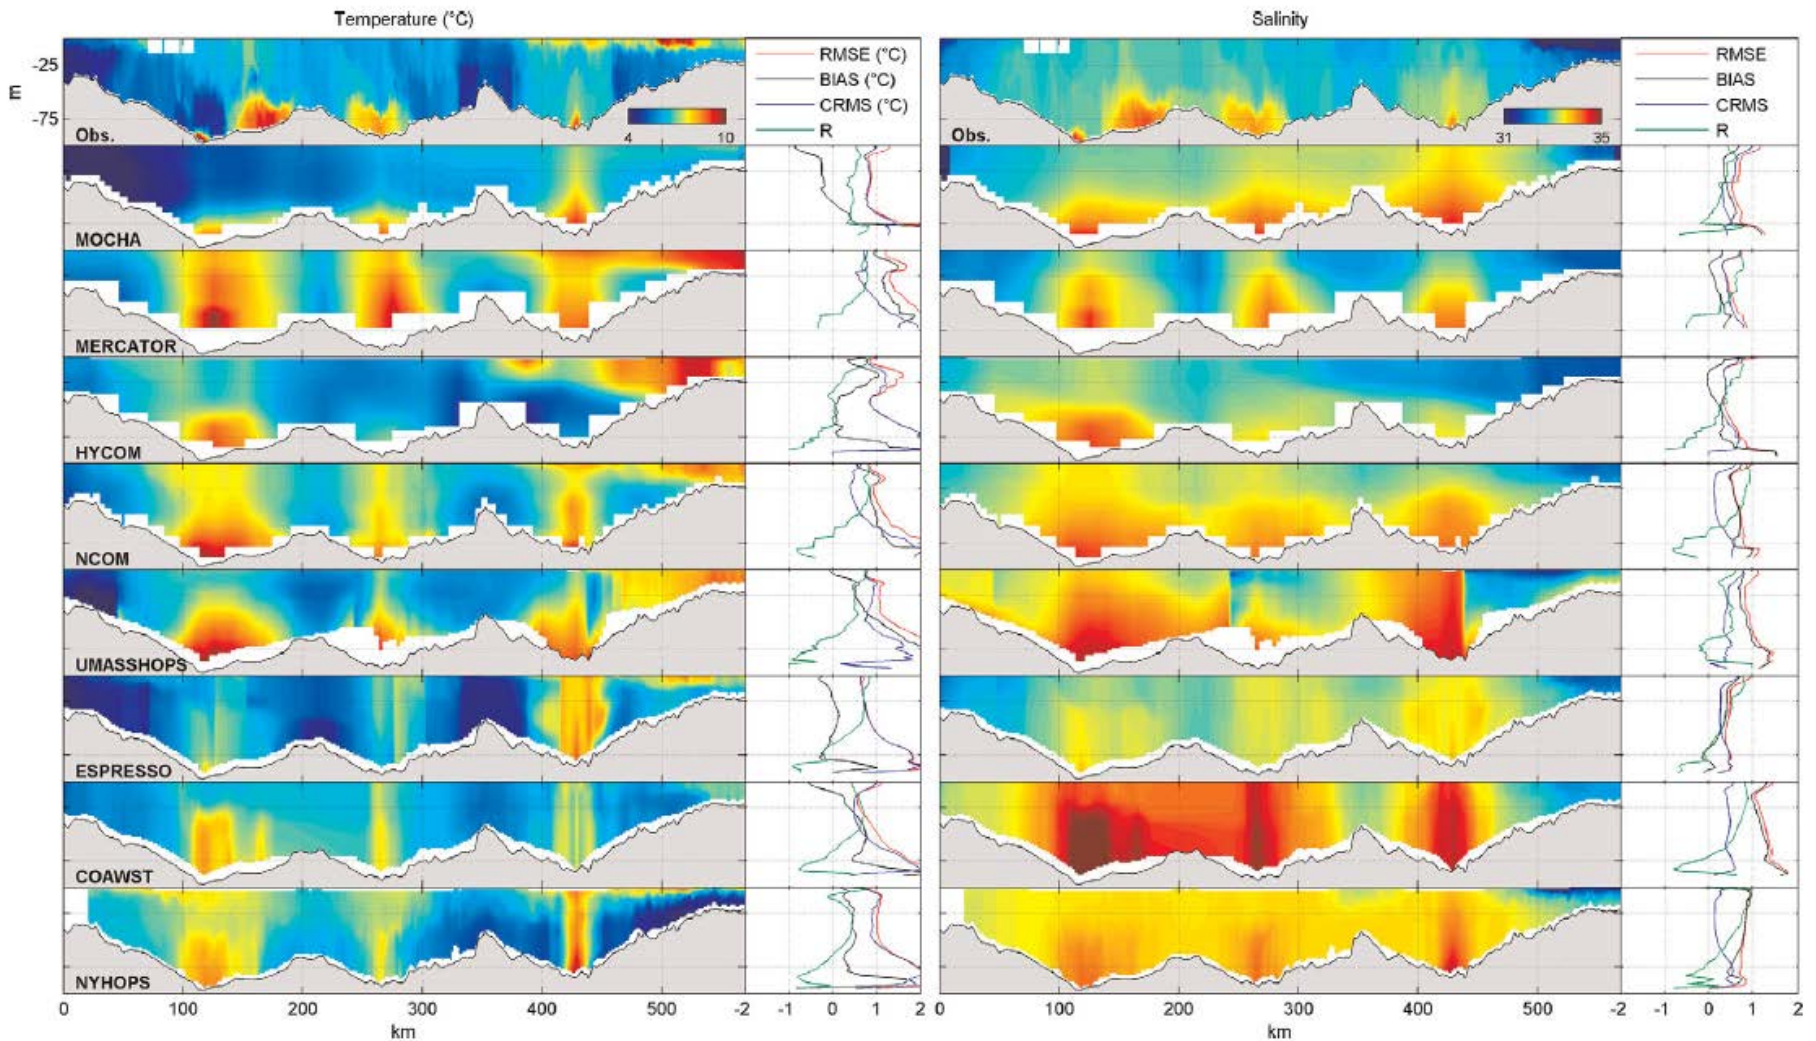 Temperature (°C)
Salinity
-25
m
-75
Obs.
4
10
RMSE (°C)
BIAS (°C)
CRMS (°C)
R
Obs.
31
35
RMSE
BIAS
CRMS
R
MOCHA
MERCATOR
HYCOM
NCOM
UMASSHOPS
ESPRESSO
COAWST
NYHOPS
0 100 200 300 400 500 -2 -1 0 1 2
km
0 100 200 300 400 500 -2 -1 0 1 2
km